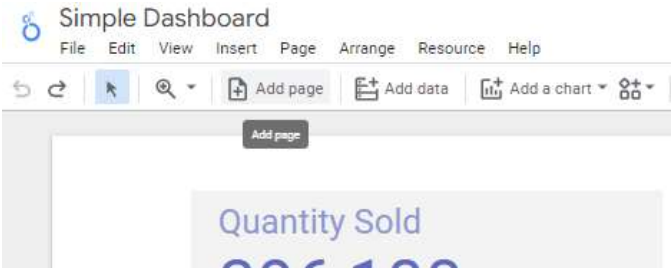 Simple Dashboard
File Edit View Insert Page Arrange Resource Help
Add page Add data Add a chart
Add page
Quantity Sold